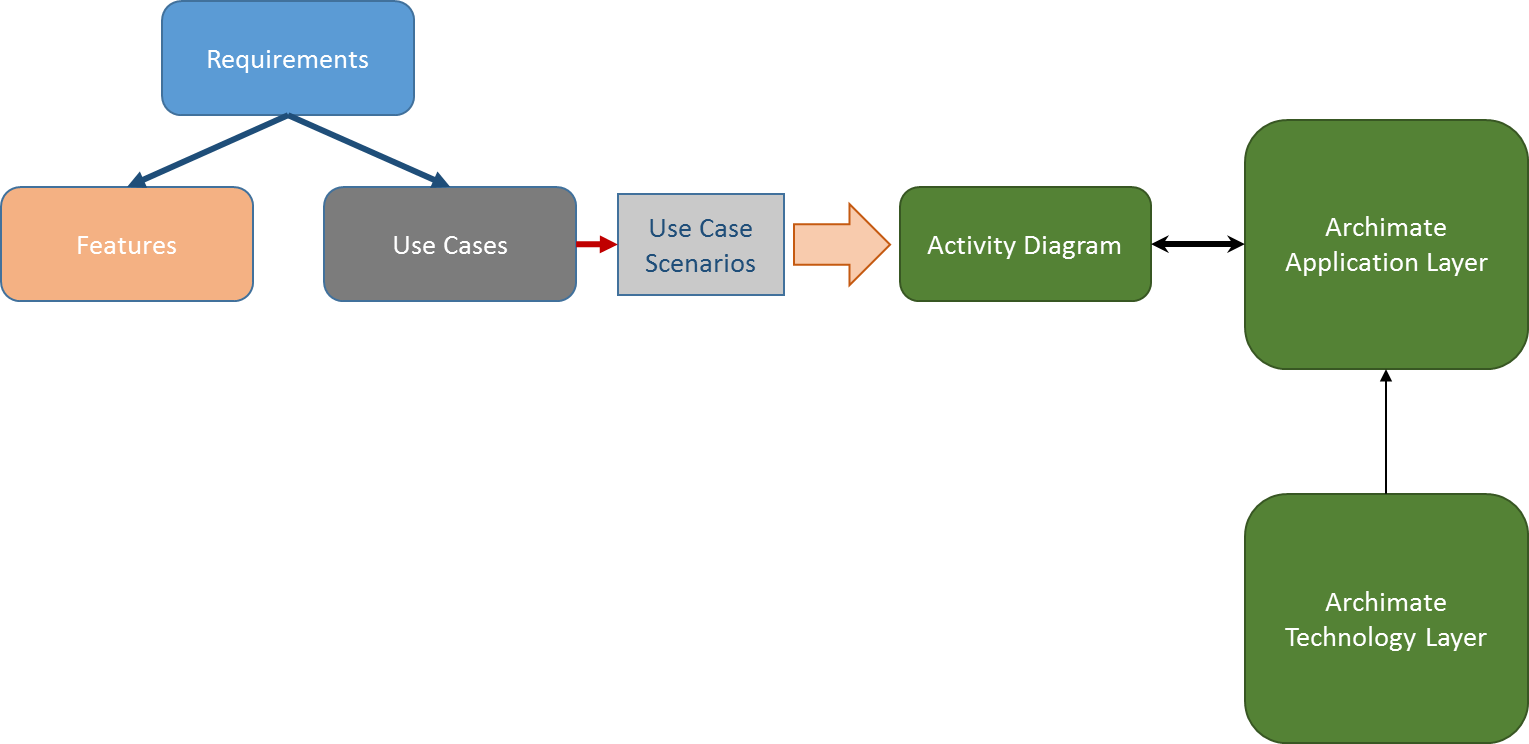 Requirements
Features
Use Cases
Use Case
Scenarios
Activity Diagram
Archimate
Application Layer
Archimate
Technology Layer